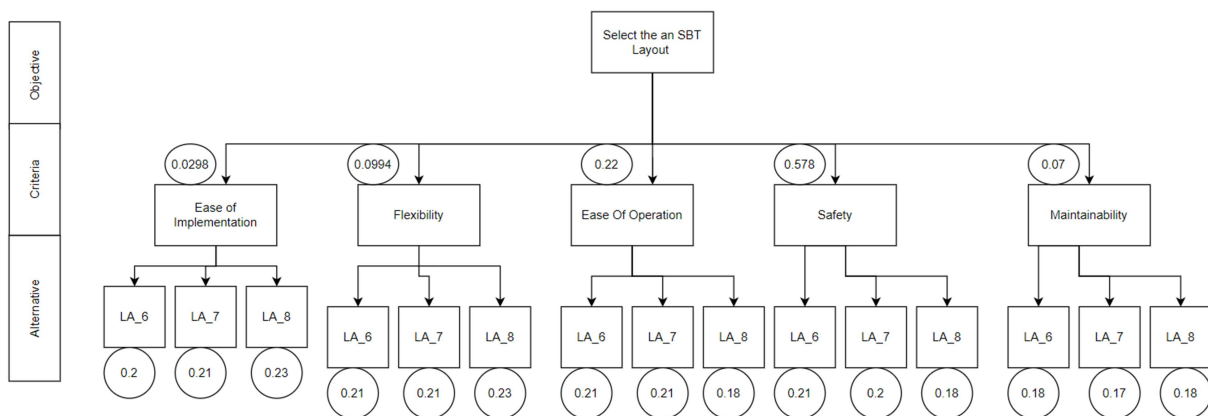 Select the an SBT
Layout
Objective
Criteria
Alternative
0.0298
0.0994
0.22
0.578
0.07
Ease of
Implementation
Flexibility
Ease Of Operation
Safety
Maintainability
LA_6
LA_7
LA_8
0.2
0.21
0.23
LA_6
LA_7
LA_8
0.21
0.21
0.23
LA_6
LA_7
LA_8
0.21
0.21
0.18
LA_6
LA_7
LA_8
0.21
0.2
0.18
LA_6
LA_7
LA_8
0.18
0.17
0.18